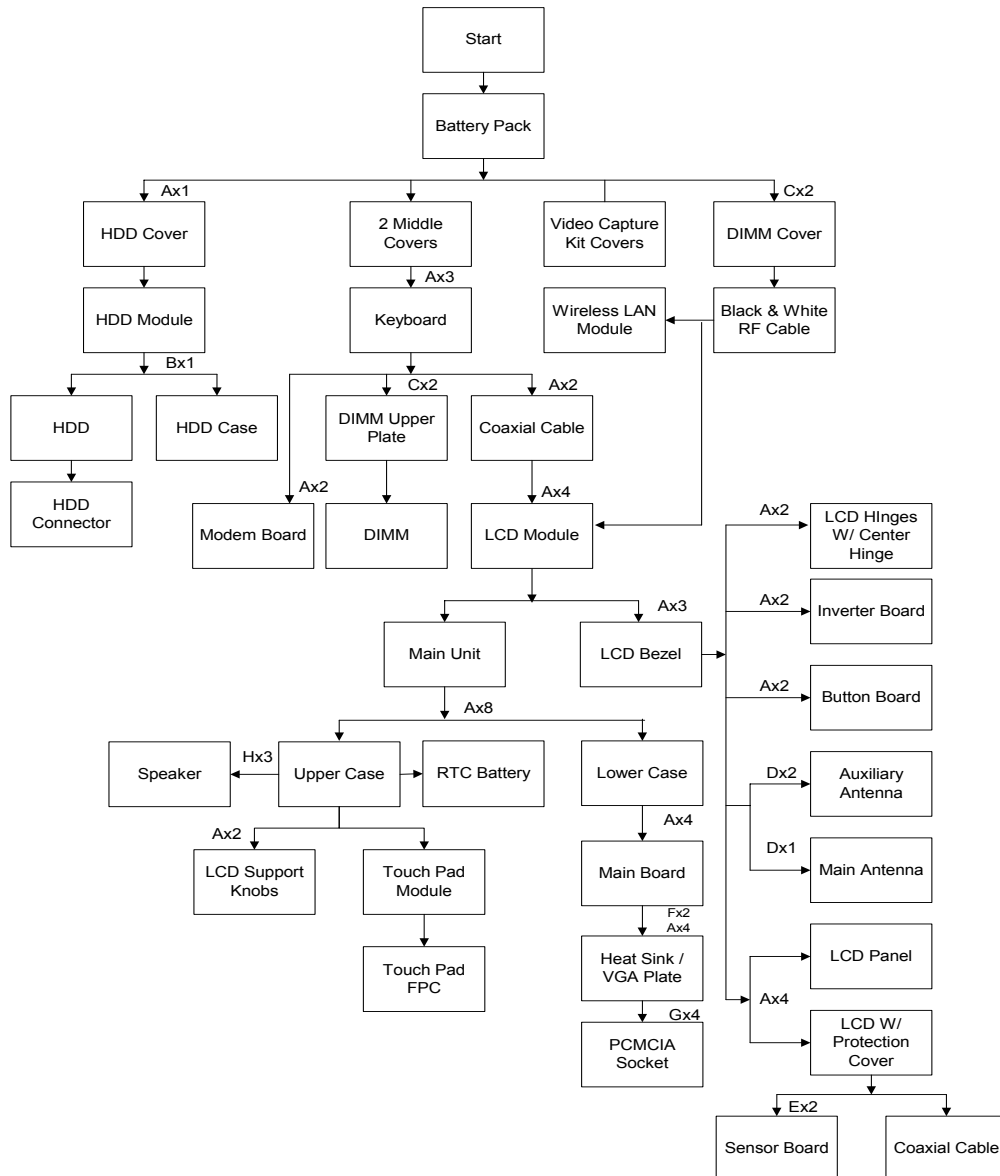 Start
Battery Pack
Ax1
Cx2
HDD Cover
2 Middle
Covers
Video Capture
Kit Covers
DIMM Cover
Ax3
HDD Module
Keyboard
Wireless LAN
Module
Black & White
RF Cable
Bx1
Cx2
Ax2
HDD
HDD Case
DIMM Upper
Plate
Coaxial Cable
Ax2
Ax4
HDD
Connector
Modem Board
DIMM
LCD Module
Ax2
LCD HInges
W/ Center
Hinge
Ax3
Ax2
Inverter Board
Main Unit
LCD Bezel
Ax2
Button Board
Ax8
Speaker
Hx3
Upper Case
RTC Battery
Lower Case
Dx2
Auxiliary
Antenna
Ax2
Ax4
Dx1
LCD Support
Knobs
Touch Pad
Module
Main Board
Main Antenna
Fx2
Ax4
Touch Pad
FPC
Heat Sink /
VGA Plate
LCD Panel
Ax4
Gx4
PCMCIA
Socket
LCD W/
Protection
Cover
Ex2
Sensor Board
Coaxial Cable